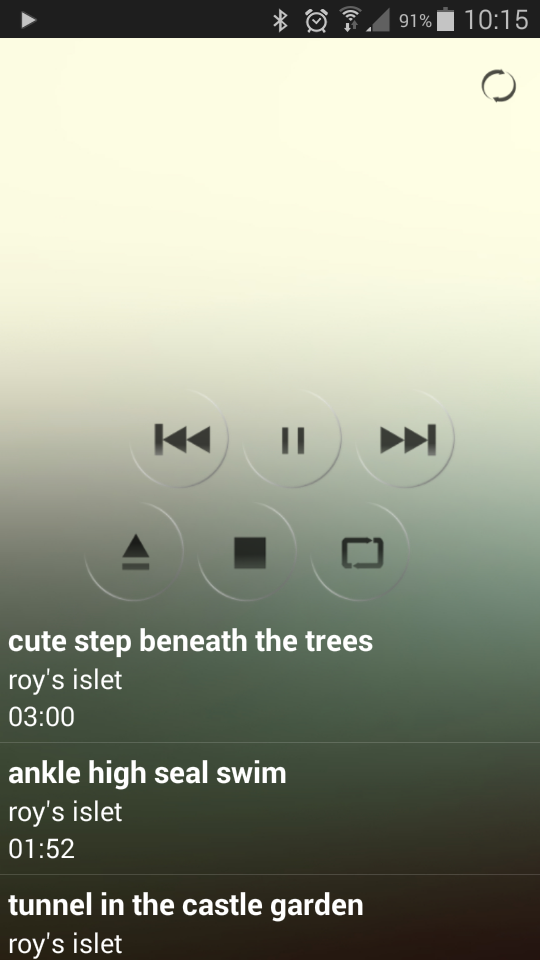 91% 10:15
cute step beneath the trees
roy's islet
03:00
ankle high seal swim
roy's islet
01:52
tunnel in the castle garden
roy's islet